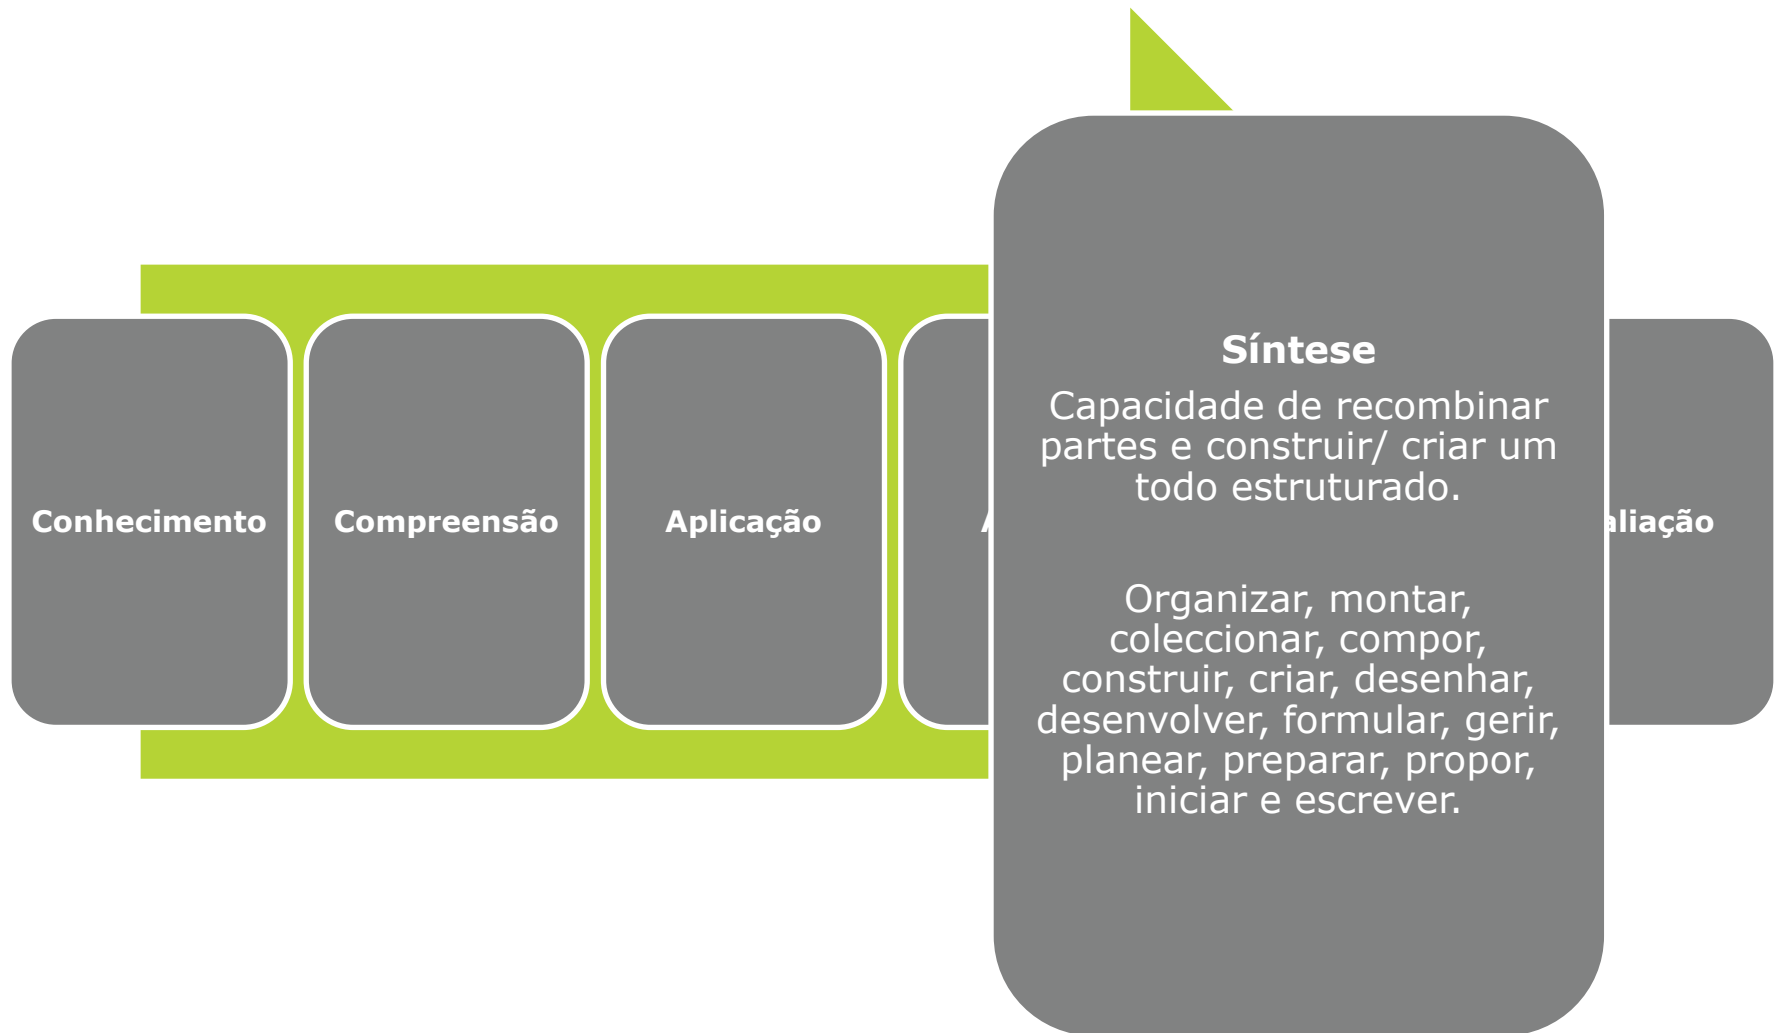 Conhecimento
Compreensão
Aplicação
Síntese
Capacidade de recombinar
partes e construir/ criar um
todo estruturado.
Organizar, montar,
coleccionar, compor,
construir, criar, desenhar,
desenvolver, formular, gerir,
planear, preparar, propor,
iniciar e escrever.